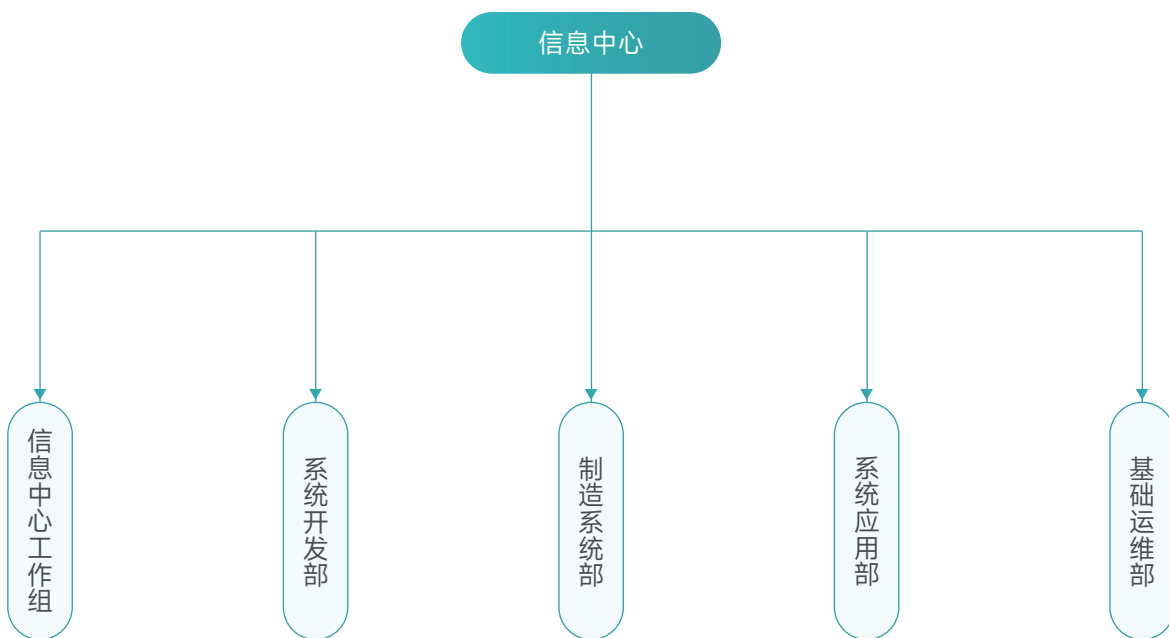 信息中心
信息中心工作组
系统开发部
制造系统部
系统应用部
基础运维部